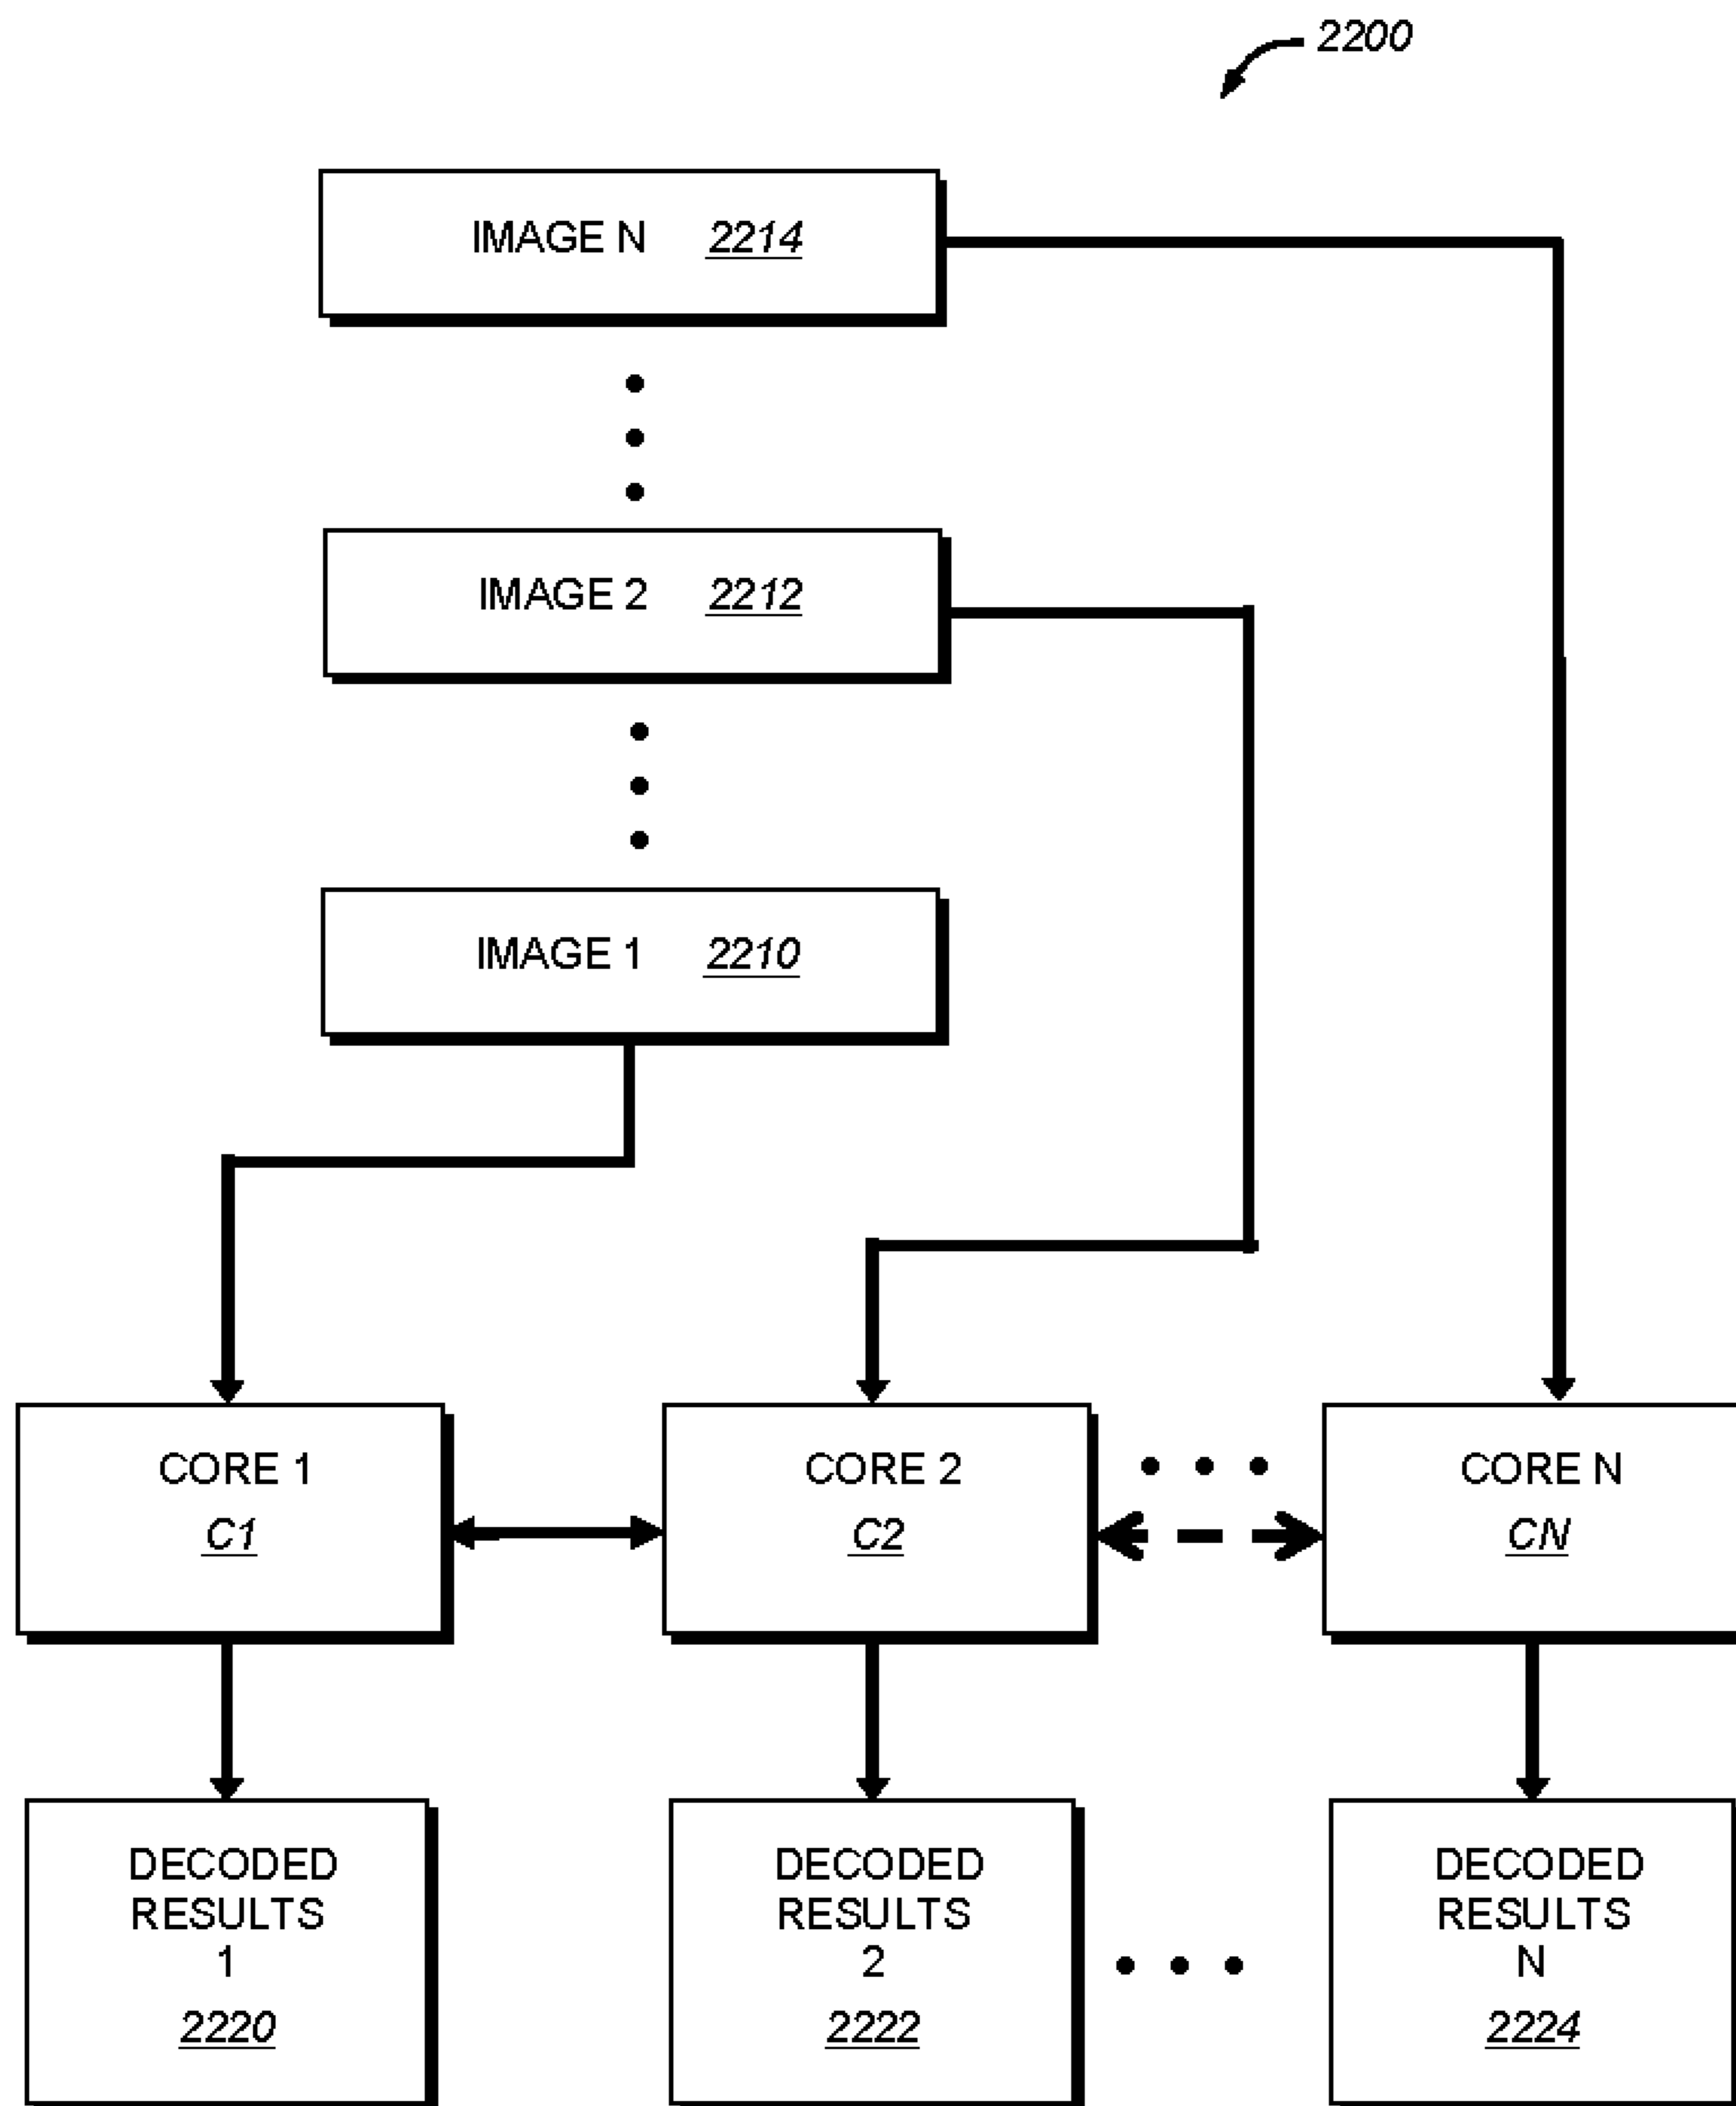 2200
IMAGE N 2214
IMAGE 2 2212
IMAGE 1 2210
CORE 1
C1
CORE 2
C2
CORE N
CN
DECODED
RESULTS
1
2220
DECODED
RESULTS
2
2222
DECODED
RESULTS
N
2224